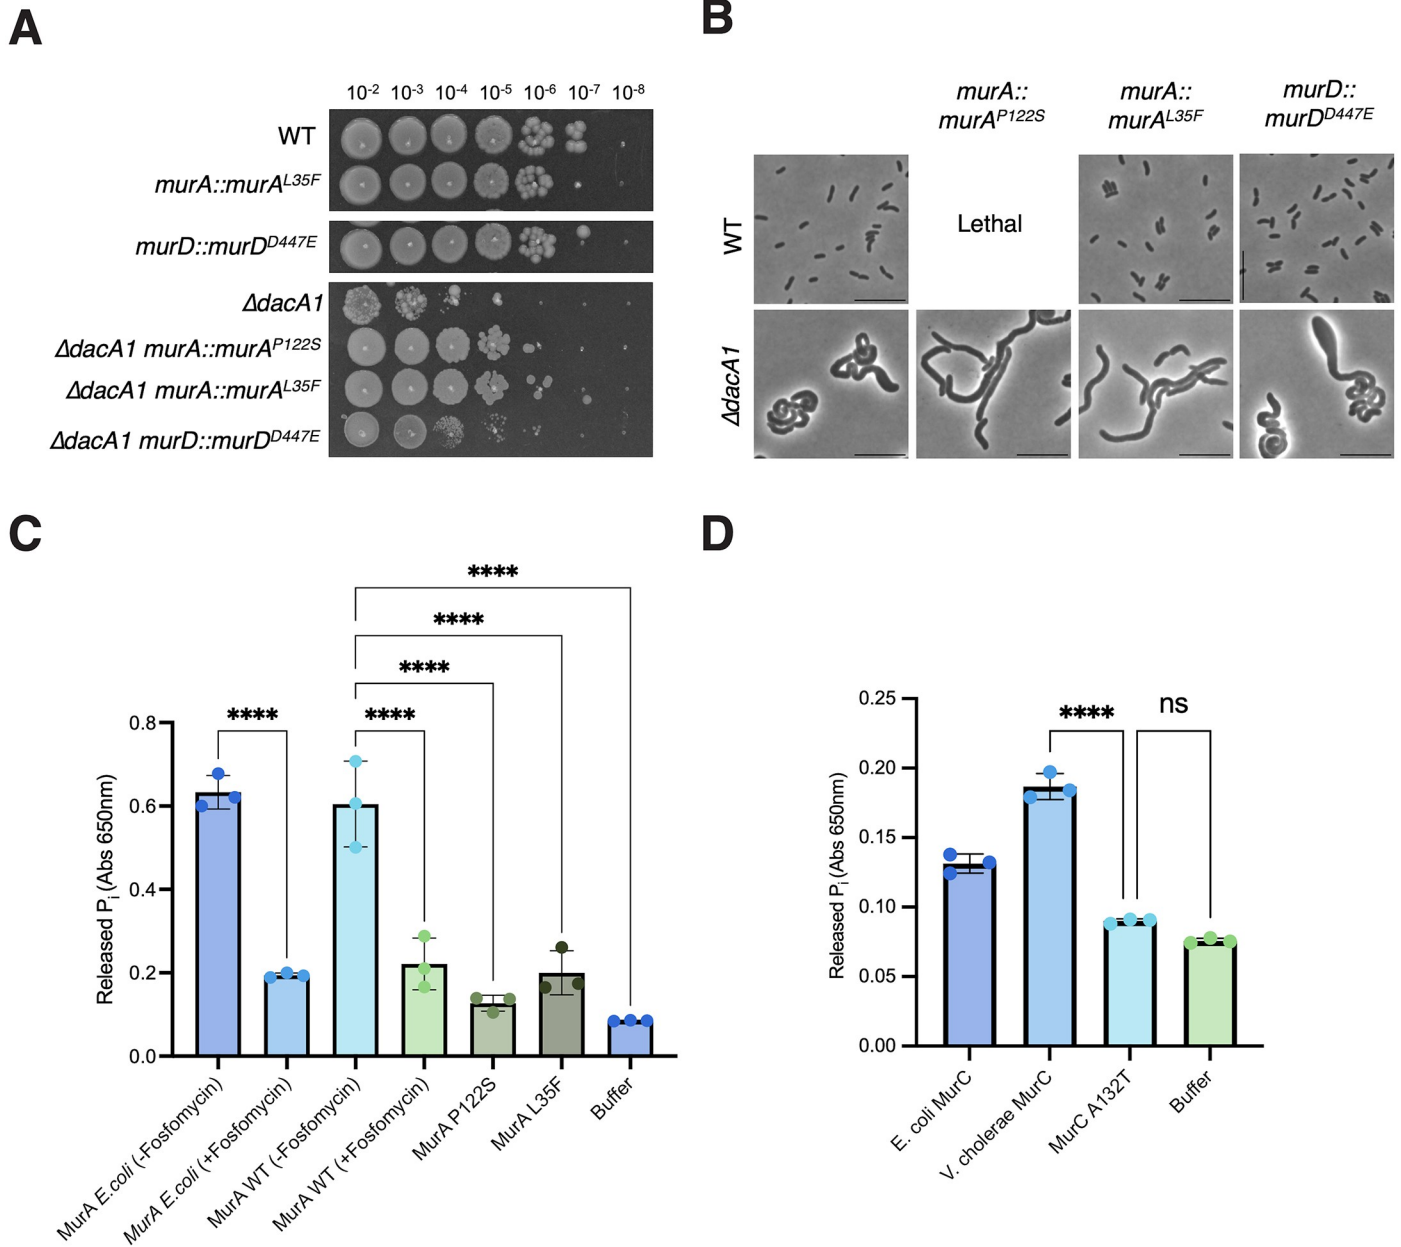 A
10-2 10-3 10-4 10-5 10-6 10-7 10-8
WT
murA::murAL35F
murD::murDD447E
ΔdacA1
ΔdacA1 murA::murAP122S
ΔdacA1 murA::murAL35F
ΔdacA1 murD::murDD447E
B
murA::
murAP122S
murA::
murAL35F
murD::
murDD447E
WT
Lethal
ΔdacA1
C
****
****
****
****
****
0.8
0.6
0.4
0.2
0.0
Released Pi (Abs 650nm)
MurA E.coli (-Fosfomycin)
MurA E.coli (+Fosfomycin)
MurA WT (-Fosfomycin)
MurA WT (+Fosfomycin)
MurA P122S
MurA L35F
Buffer
D
****
ns
0.25
0.20
0.15
0.10
0.05
0.00
Released Pi (Abs 650nm)
E. coli MurC
V. cholerae MurC
MurC A132T
Buffer